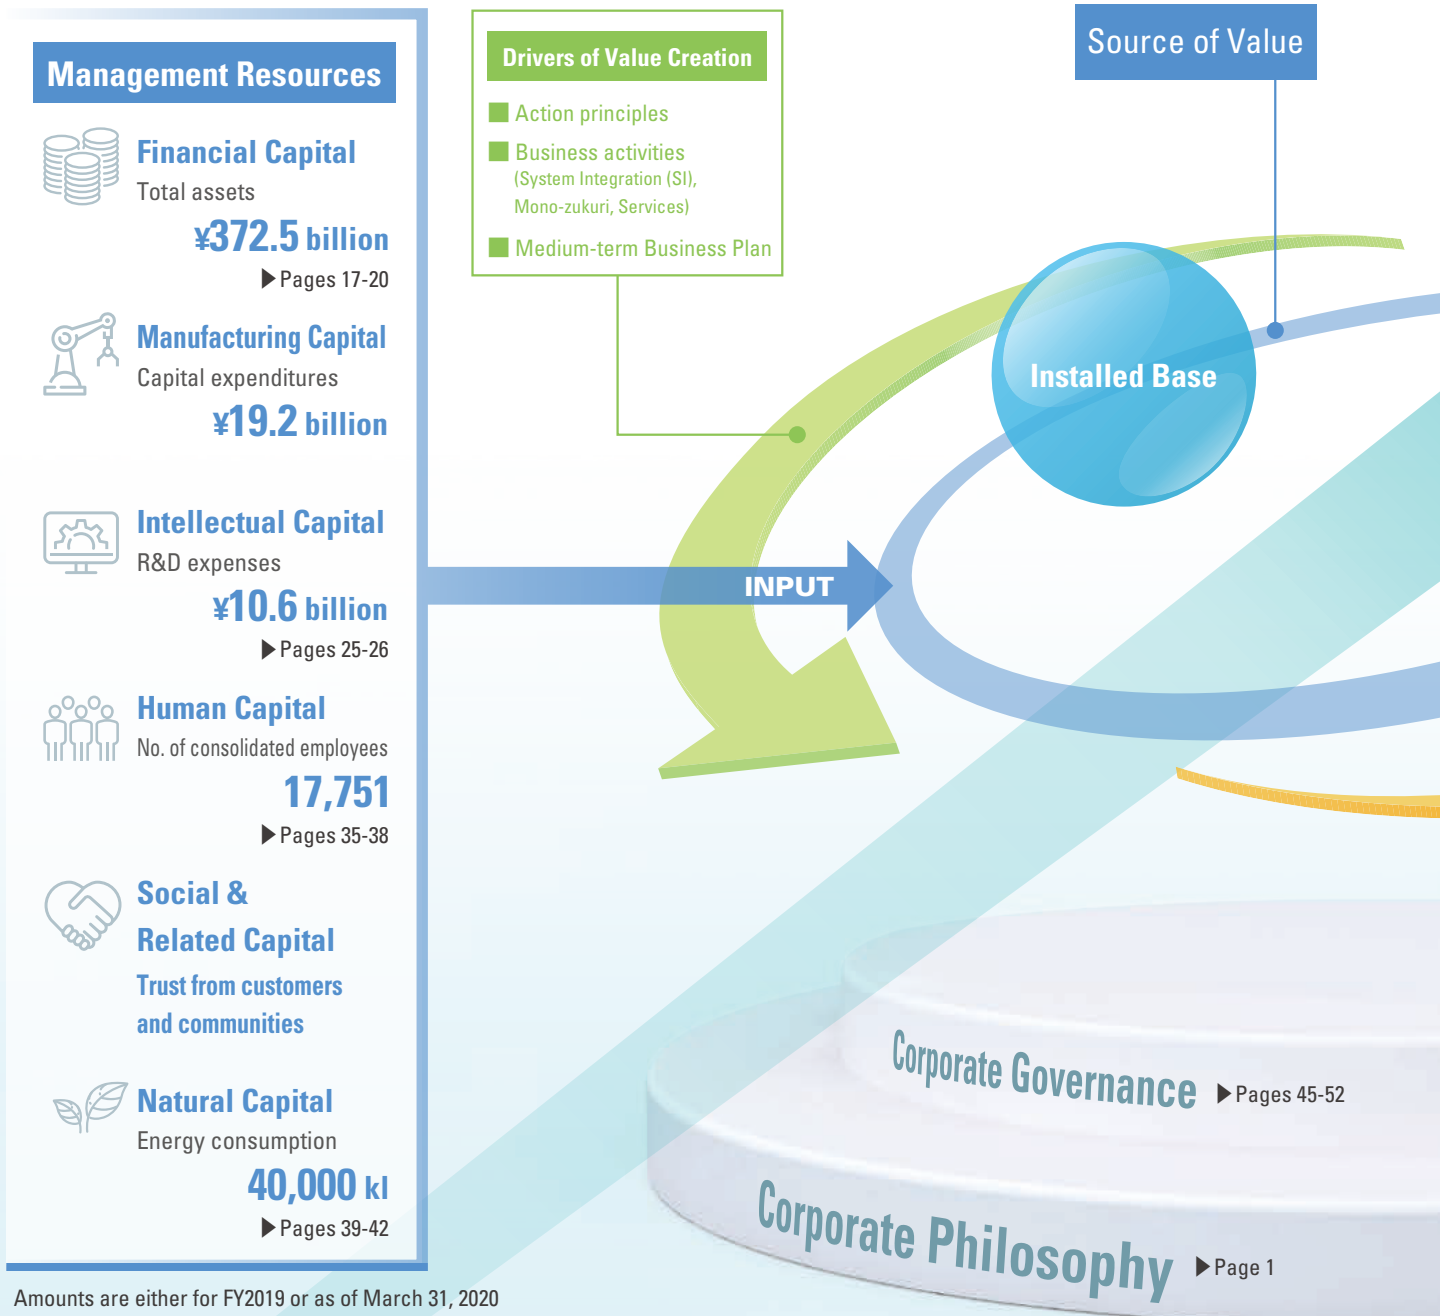 Management Resources
Financial Capital
Total assets
¥372.5 billion
▶Pages 17-20
Manufacturing Capital
Capital expenditures
¥19.2 billion
Intellectual Capital
R&D expenses
¥10.6 billion
▶Pages 25-26
Human Capital
No. of consolidated employees
17,751
▶Pages 35-38
Social &
Related Capital
Trust from customers
and communities
Natural Capital
Energy consumption
40,000 kl
▶Pages 39-42
Amounts are either for FY2019 or as of March 31, 2020
Drivers of Value Creation
■ Action principles
■ Business activities
(System Integration (SI),
Mono-zukuri, Services)
■ Medium-term Business Plan
Source of Value
Installed Base
INPUT
Corporate Governance ▶Pages 45-52
Corporate Philosophy ▶Page 1